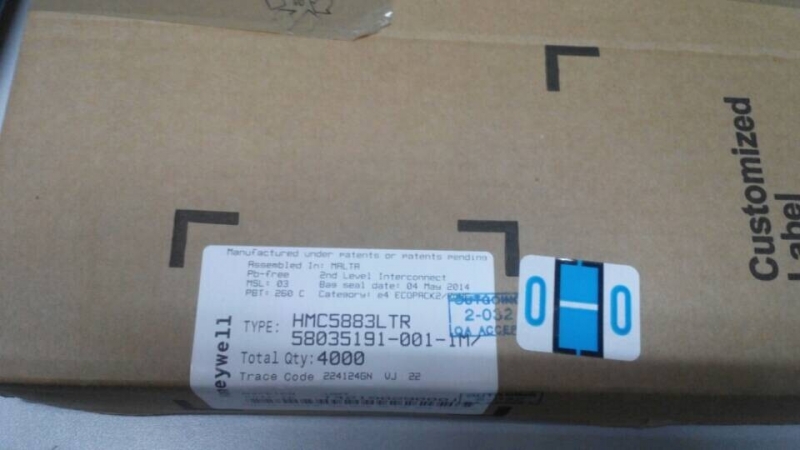 Customized
Label
Manufactured under patents or patents pending
Assembled In: MALTA
Pb-free 2nd Level Interconnect
MSL: 03 Bag seal date: 04 May 2014
PBT: 260 C Category: e4 ECOPACK2/
TYPE: HMC5883LTR
58035191-001-1M/
Total Qty: 4000
Trace Code 224124GN VJ 22
neywell
OUTGOING
2-032
QA ACCEP
0 0